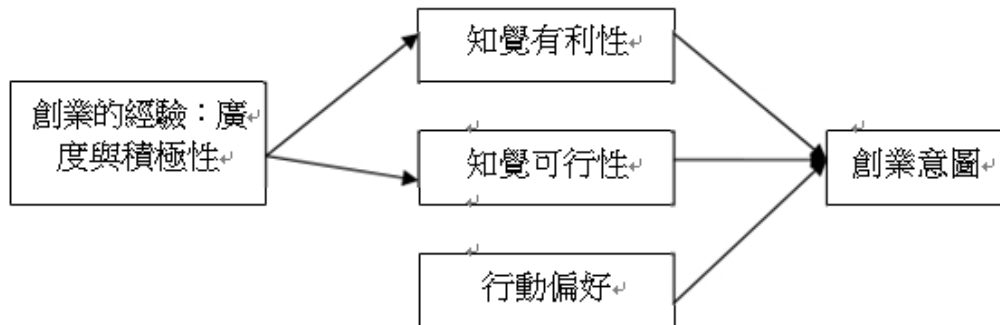 知覺有利性
創業的經驗：廣
度與積極性
知覺可行性
創業意圖
行動偏好